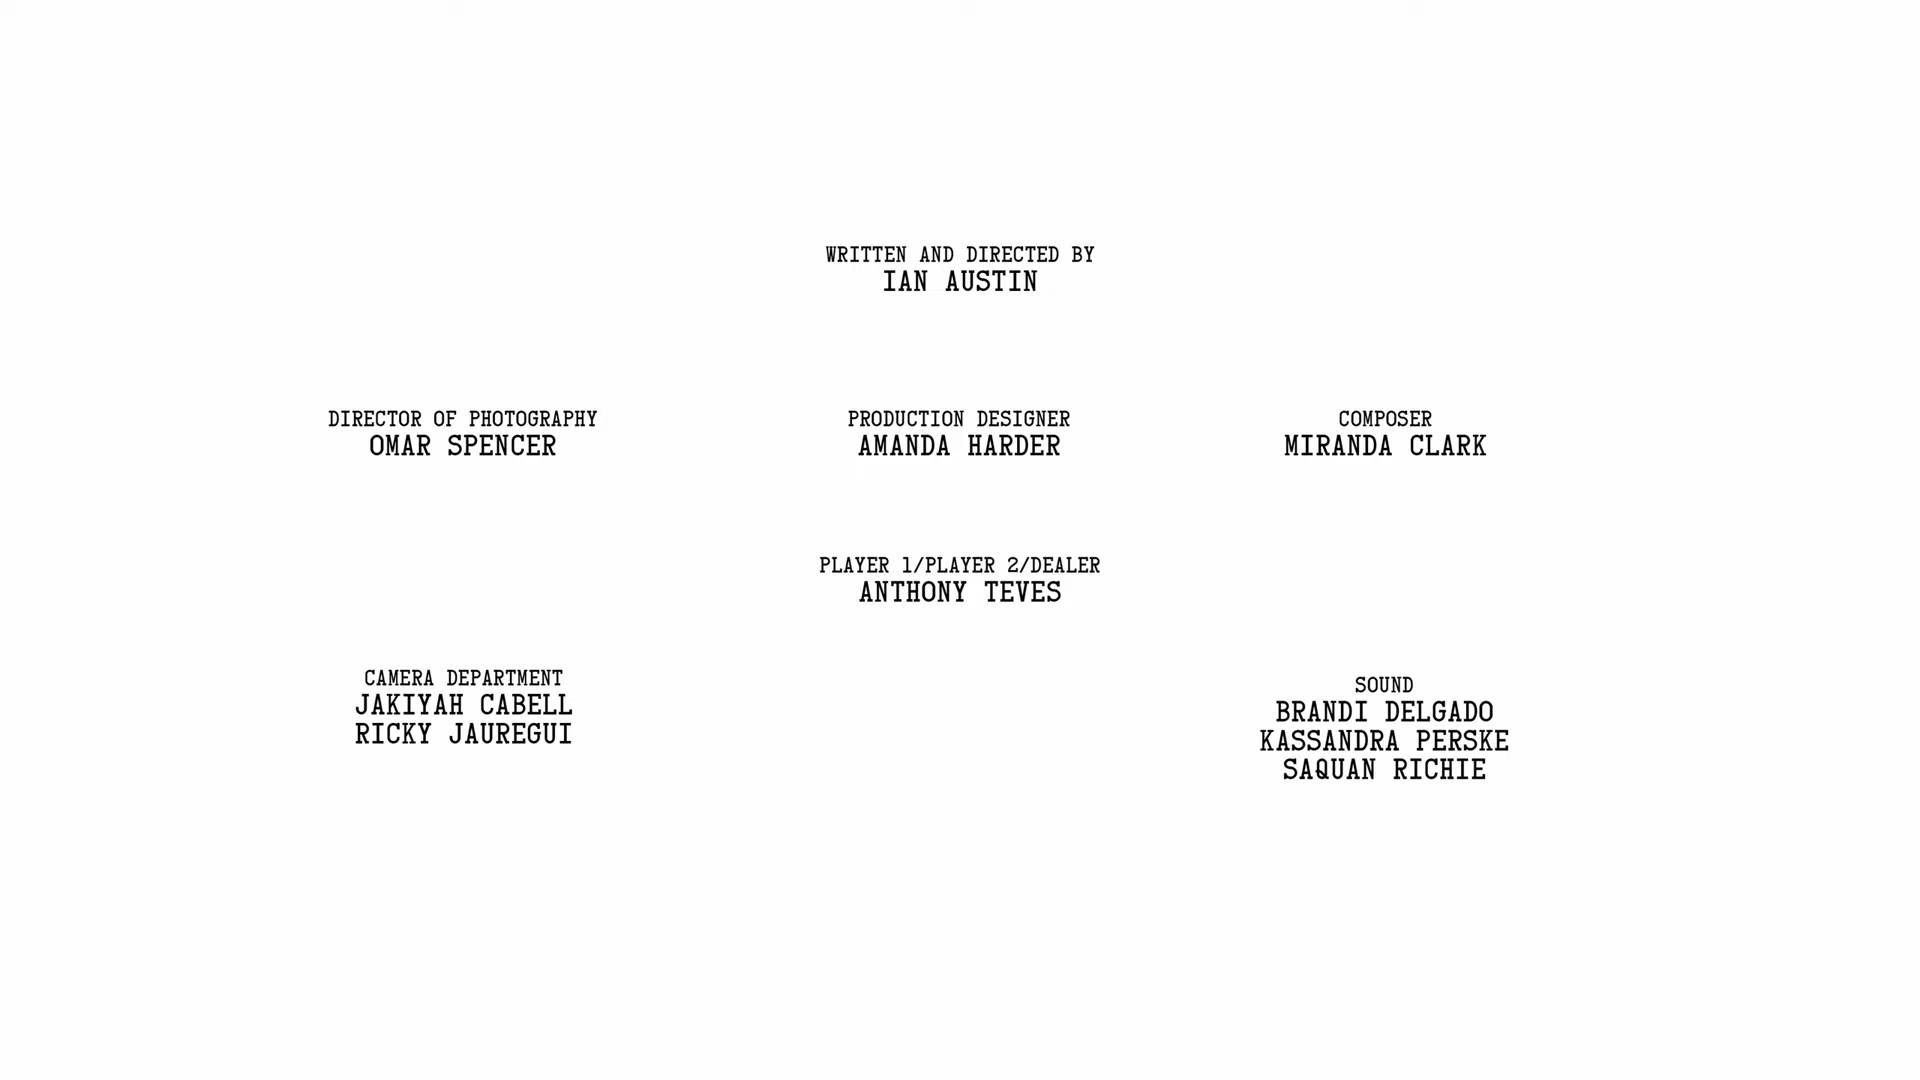 WRITTEN AND DIRECTED BY
IAN AUSTIN
DIRECTOR OF PHOTOGRAPHY
OMAR SPENCER
PRODUCTION DESIGNER
AMANDA HARDER
COMPOSER
MIRANDA CLARK
PLAYER 1/PLAYER 2/DEALER
ANTHONY TEVES
CAMERA DEPARTMENT
JAKIYAH CABELL
RICKY JAUREGUI
SOUND
BRANDI DELGADO
KASSANDRA PERSKE
SAQUAN RICHIE